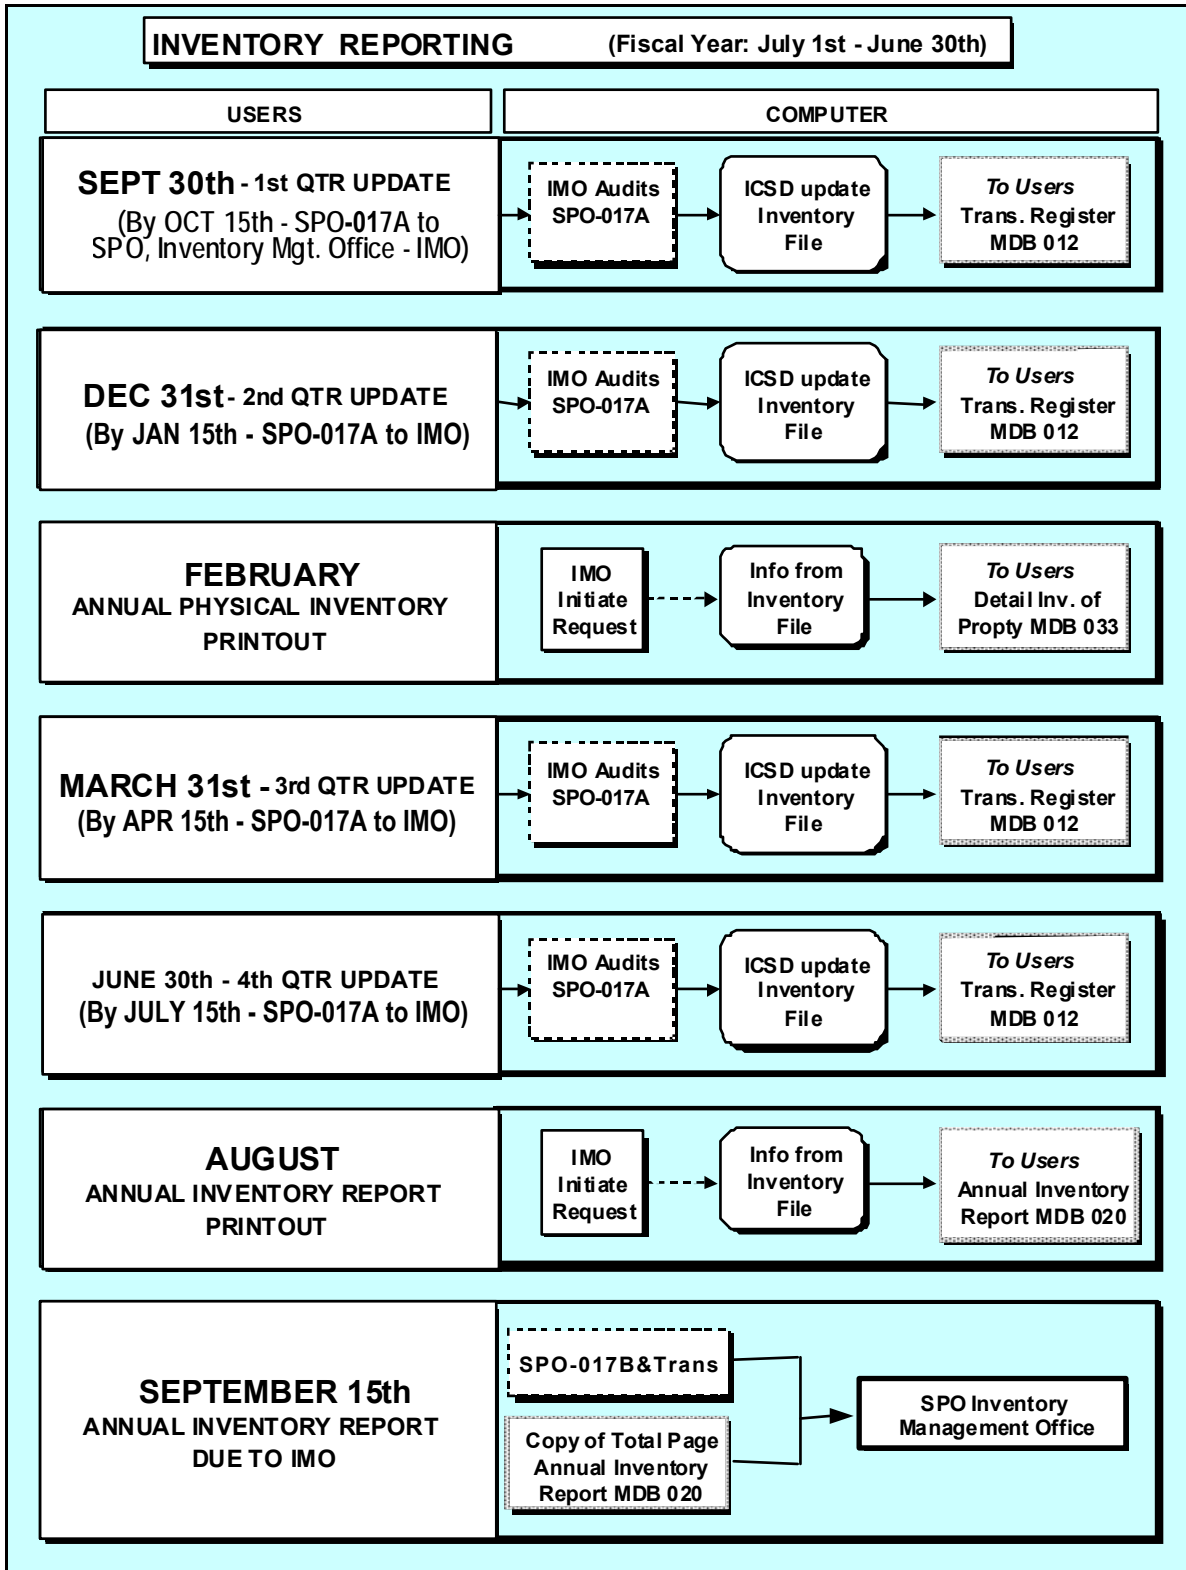 INVENTORY REPORTING (Fiscal Year: July 1st - June 30th)
USERS
COMPUTER
SEPT 30th - 1st QTR UPDATE
(By OCT 15th - SPO-017A to
SPO, Inventory Mgt. Office - IMO)
IMO Audits
SPO-017A
ICSD update
Inventory
File
To Users
Trans. Register
MDB 012
DEC 31st - 2nd QTR UPDATE
(By JAN 15th - SPO-017A to IMO)
IMO Audits
SPO-017A
ICSD update
Inventory
File
To Users
Trans. Register
MDB 012
FEBRUARY
ANNUAL PHYSICAL INVENTORY
PRINTOUT
IMO
Initiate
Request
Info from
Inventory
File
To Users
Detail Inv. of
Propty MDB 033
MARCH 31st - 3rd QTR UPDATE
(By APR 15th - SPO-017A to IMO)
IMO Audits
SPO-017A
ICSD update
Inventory
File
To Users
Trans. Register
MDB 012
JUNE 30th - 4th QTR UPDATE
(By JULY 15th - SPO-017A to IMO)
IMO Audits
SPO-017A
ICSD update
Inventory
File
To Users
Trans. Register
MDB 012
AUGUST
ANNUAL INVENTORY REPORT
PRINTOUT
IMO
Initiate
Request
Info from
Inventory
File
To Users
Annual Inventory
Report MDB 020
SEPTEMBER 15th
ANNUAL INVENTORY REPORT
DUE TO IMO
SPO-017B&Trans
Copy of Total Page
Annual Inventory
Report MDB 020
SPO Inventory
Management Office